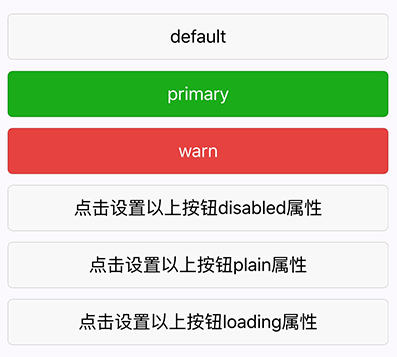 default
primary
warn
点击设置以上按钮disabled属性
点击设置以上按钮plain属性
点击设置以上按钮loading属性